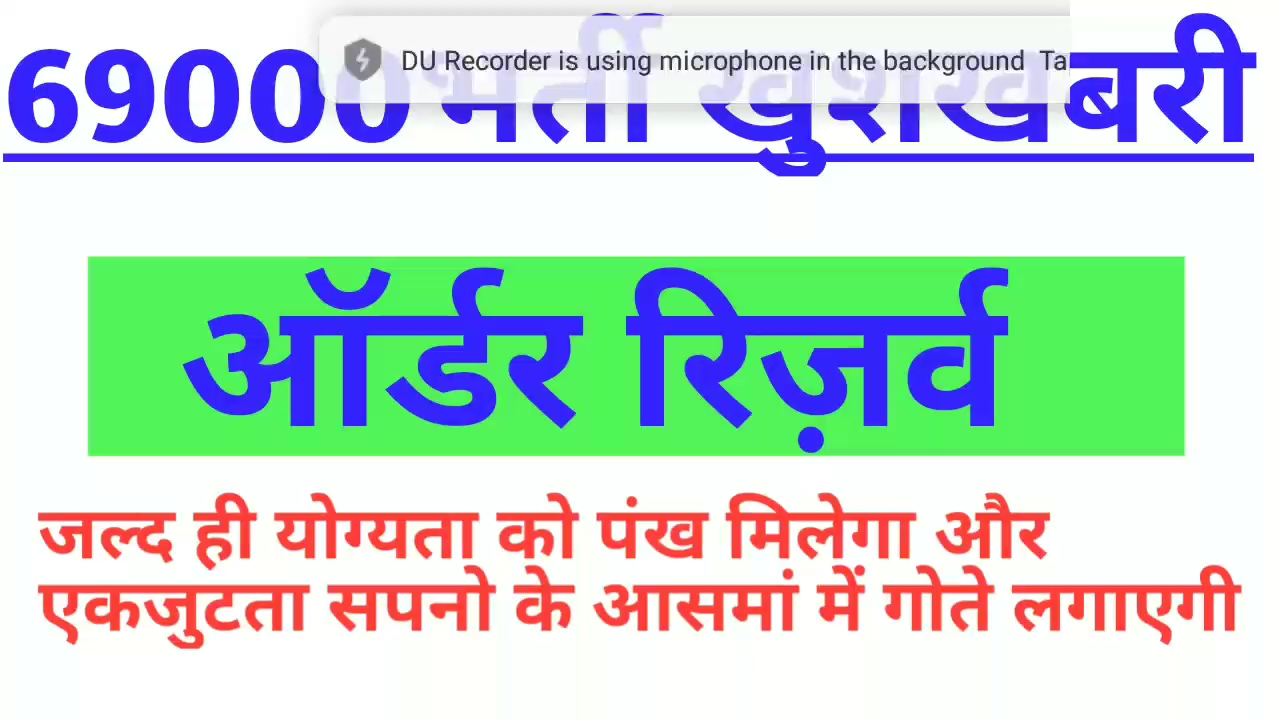 69000 भर्ती खुशखबरी
DU Recorder is using microphone in the background Ta
ऑर्डर रिज़र्व
जल्द ही योग्यता को पंख मिलेगा और
एकजुटता सपनो के आसमां में गोते लगाएगी